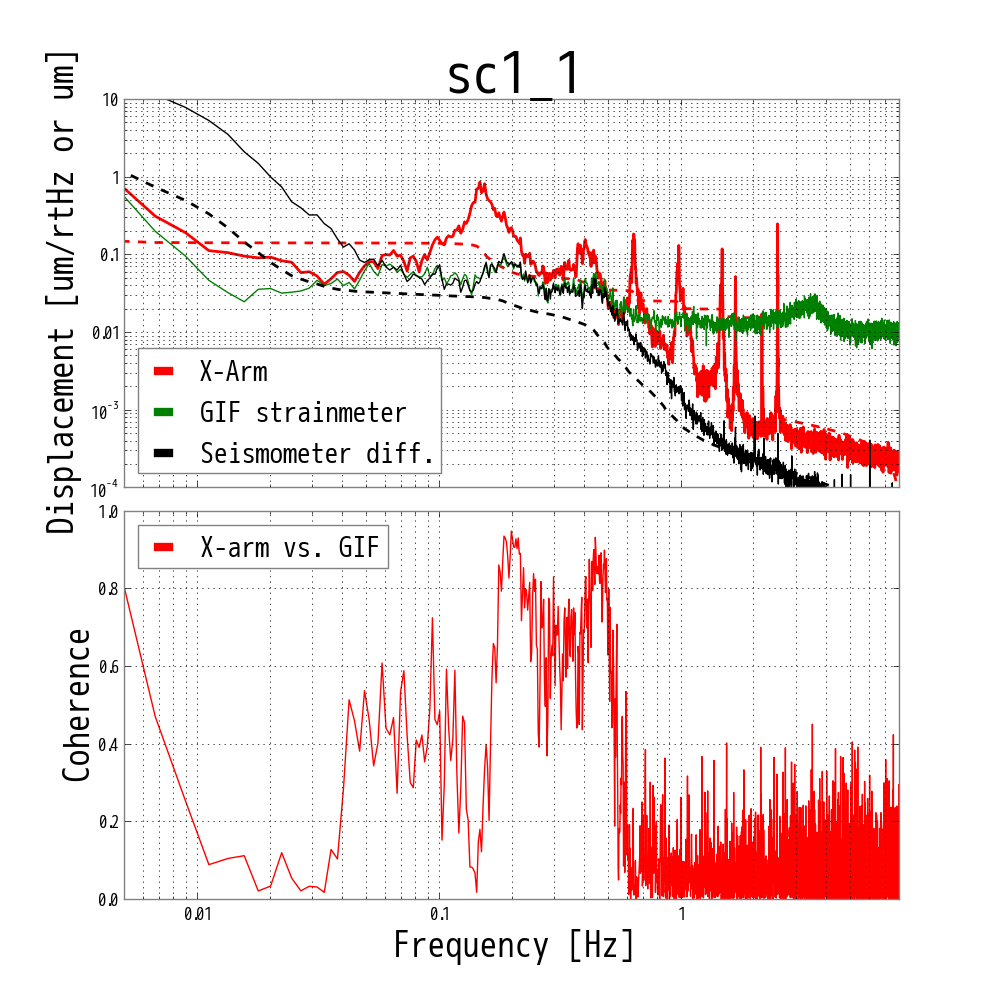 sc1_1
Displacement [um/rtHz or um]
10
1
0.1
0.01
10^-3
10^-4
X-Arm
GIF strainmeter
Seismometer diff.
Coherence
1.0
0.8
0.6
0.4
0.2
0.0
X-arm vs. GIF
0.01
0.1
1
Frequency [Hz]